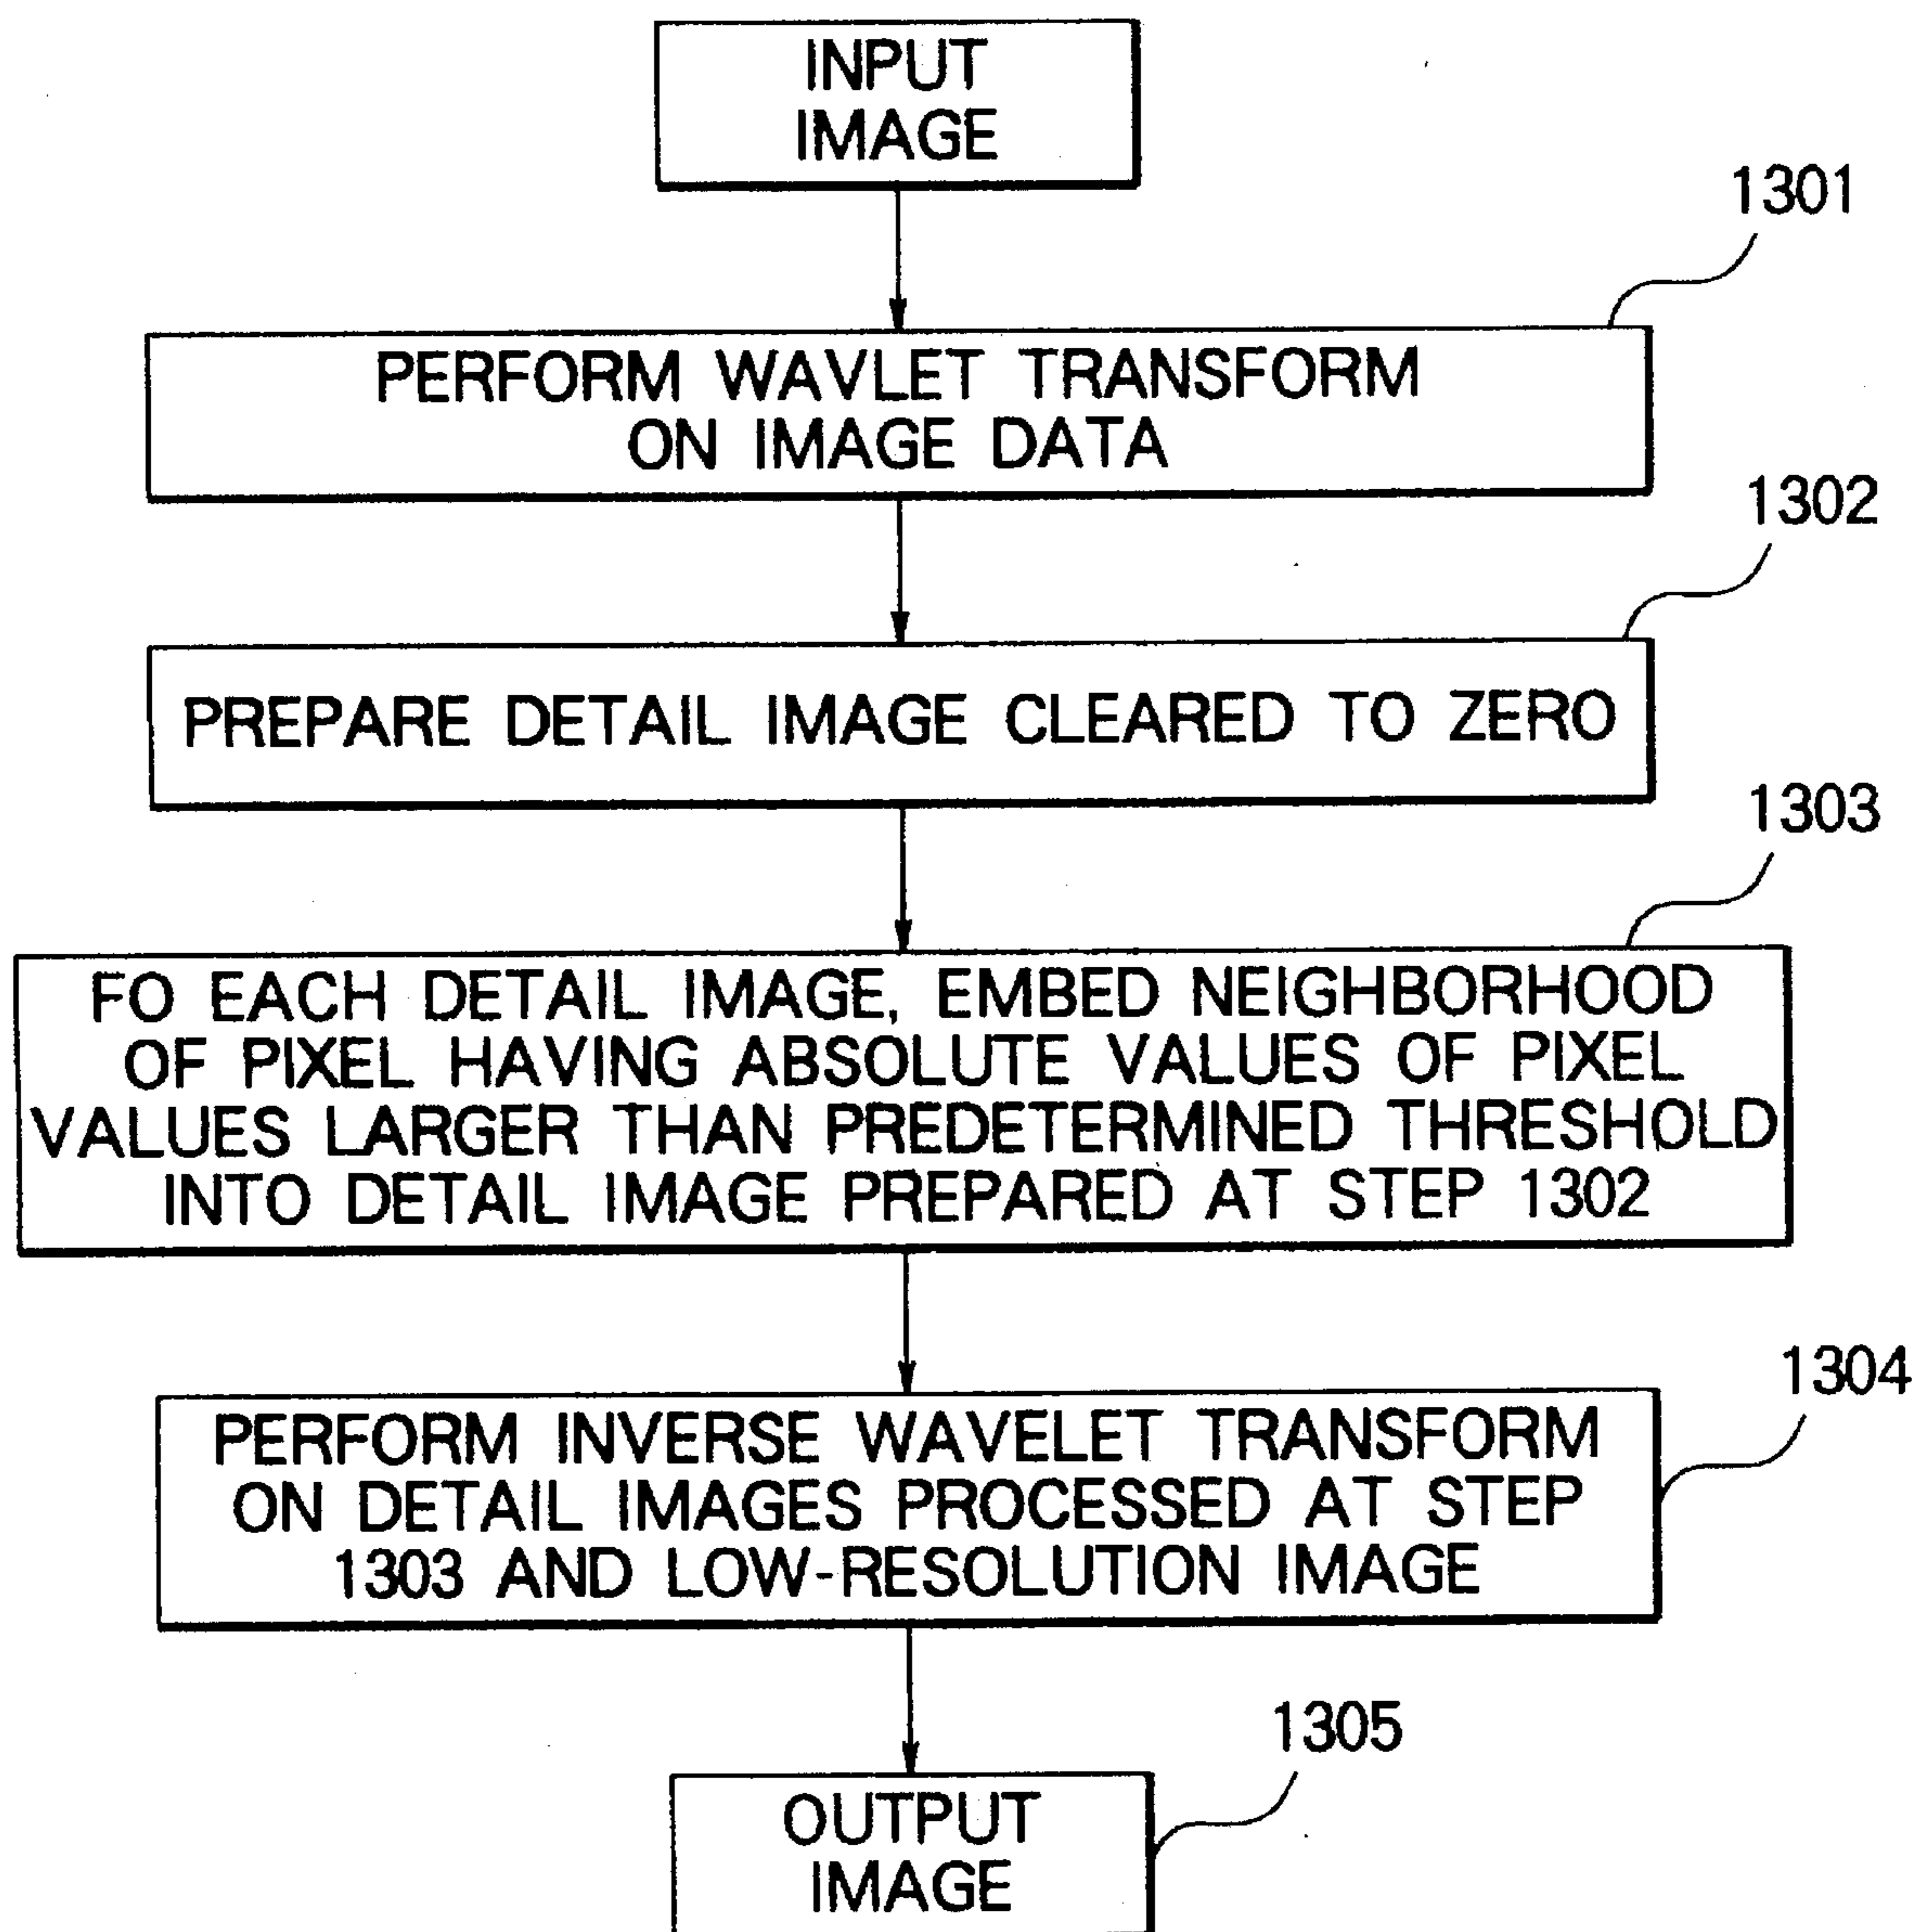 INPUT
IMAGE
1301
PERFORM WAVLET TRANSFORM
ON IMAGE DATA
1302
PREPARE DETAIL IMAGE CLEARED TO ZERO
1303
FO EACH DETAIL IMAGE, EMBED NEIGHBORHOOD
OF PIXEL HAVING ABSOLUTE VALUES OF PIXEL
VALUES LARGER THAN PREDETERMINED THRESHOLD
INTO DETAIL IMAGE PREPARED AT STEP 1302
1304
PERFORM INVERSE WAVELET TRANSFORM
ON DETAIL IMAGES PROCESSED AT STEP
1303 AND LOW-RESOLUTION IMAGE
1305
OUTPUT
IMAGE